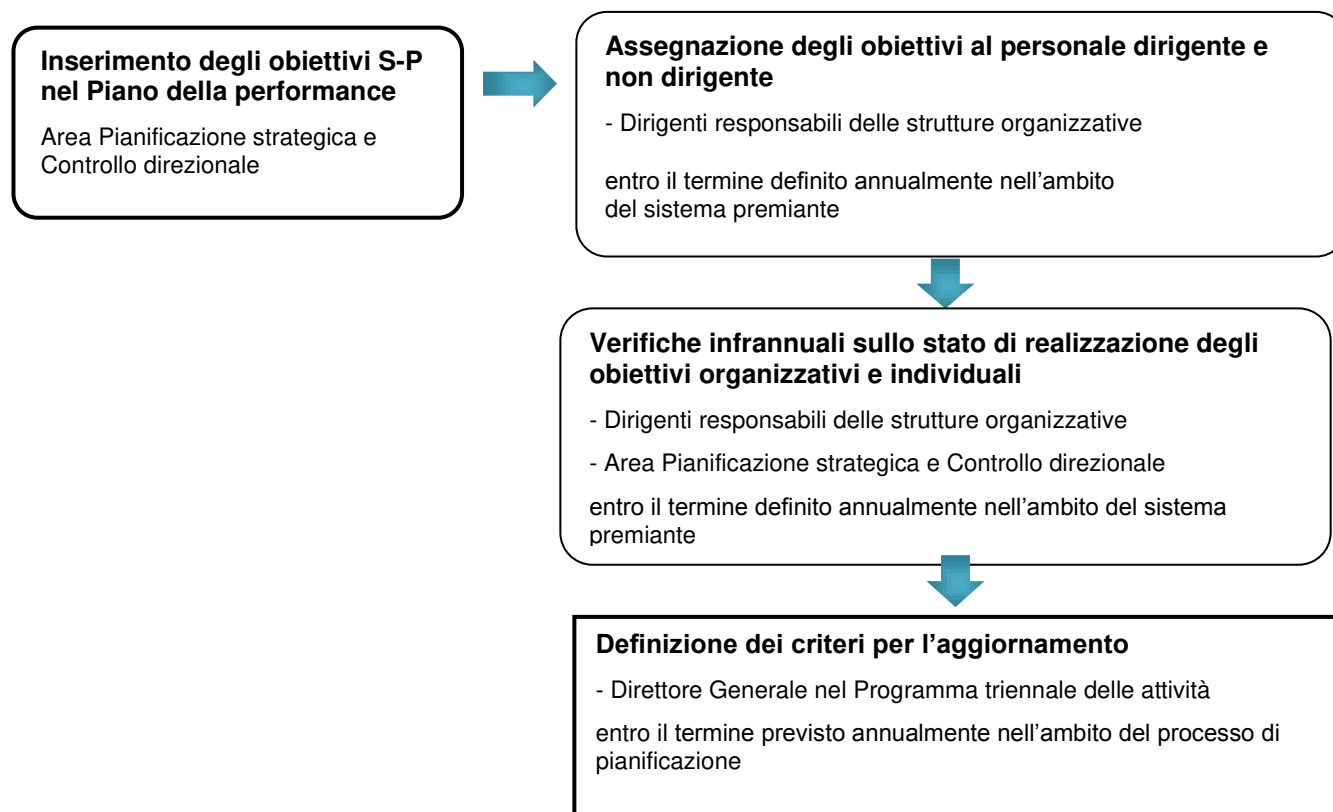 Inserimento degli obiettivi S-P
nel Piano della performance
Area Pianificazione strategica e
Controllo direzionale
Assegnazione degli obiettivi al personale dirigente e
non dirigente
- Dirigenti responsabili delle strutture organizzative
entro il termine definito annualmente nell’ambito
del sistema premiante
Verifiche infrannuali sullo stato di realizzazione degli
obiettivi organizzativi e individuali
- Dirigenti responsabili delle strutture organizzative
- Area Pianificazione strategica e Controllo direzionale
entro il termine definito annualmente nell’ambito del sistema
premiante
Definizione dei criteri per l’aggiornamento
- Direttore Generale nel Programma triennale delle attività
entro il termine previsto annualmente nell’ambito del processo di
pianificazione